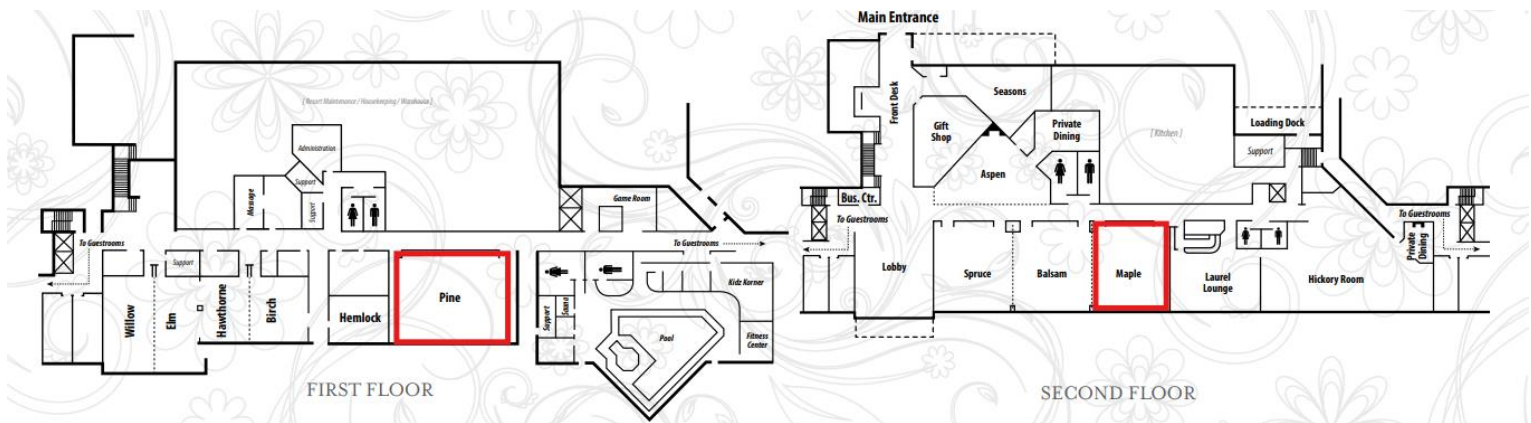 [ Resort Maintenance / Housekeeping / Warehouse ]
Administration
Support
Support
Massage
Game Room
To Guestrooms
To Guestrooms
Support
Willow
Elm
Hawthorne
Birch
Hemlock
Pine
Support
Sauna
Kidz Korner
Pool
Fitness
Center
FIRST FLOOR
Main Entrance
Front Desk
Seasons
Gift
Shop
Private
Dining
[ Kitchen ]
Loading Dock
Support
Aspen
Bus. Ctr.
To Guestrooms
To Guestrooms
Lobby
Spruce
Balsam
Maple
Laurel
Lounge
Hickory Room
Private
Dining
SECOND FLOOR